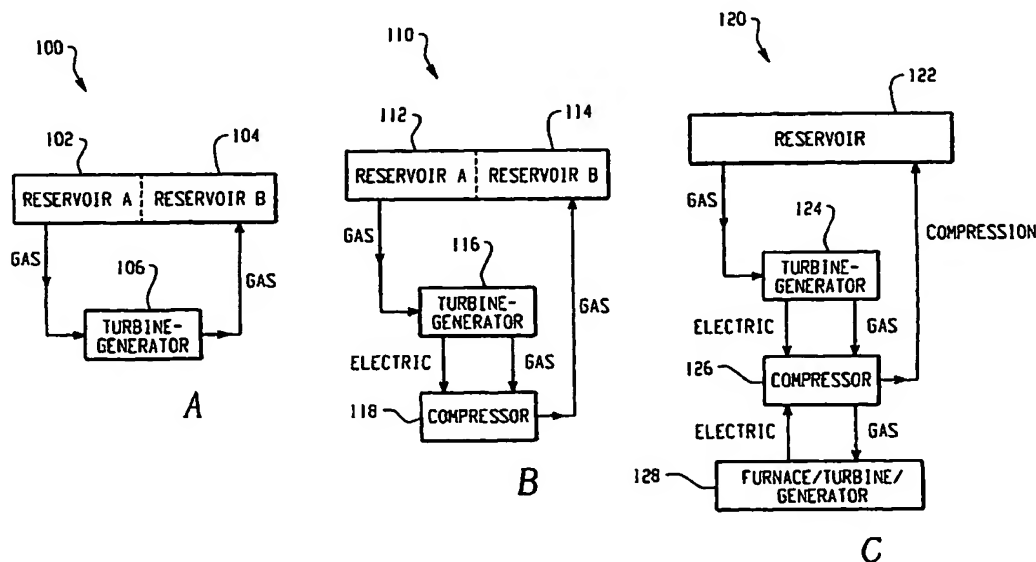 100
102
104
RESERVOIR A
RESERVOIR B
GAS
GAS
106
TURBINE-
GENERATOR
A
110
112
114
RESERVOIR A
RESERVOIR B
GAS
116
TURBINE-
GENERATOR
GAS
ELECTRIC
GAS
118
COMPRESSOR
B
120
122
RESERVOIR
GAS
124
COMPRESSION
TURBINE-
GENERATOR
ELECTRIC
GAS
126
COMPRESSOR
ELECTRIC
GAS
128
FURNACE/TURBINE/
GENERATOR
C